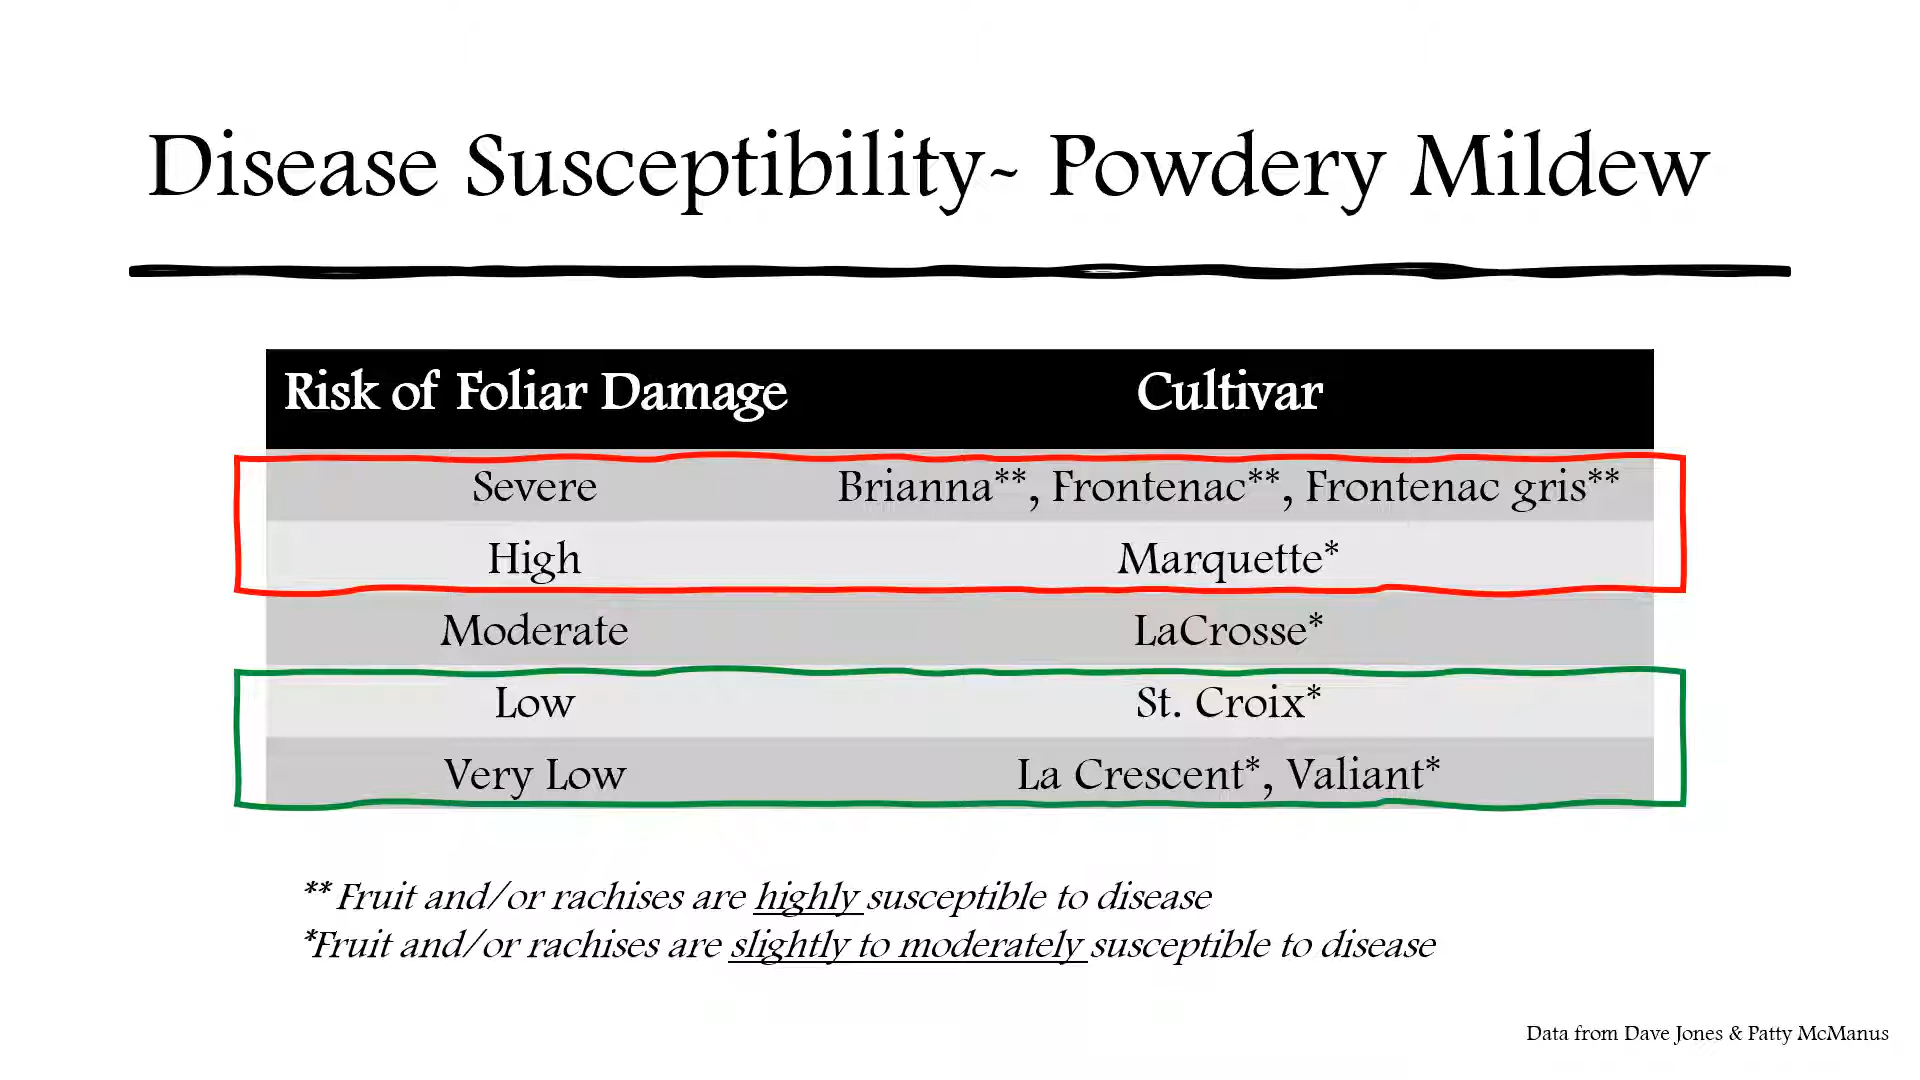 Disease Susceptibility- Powdery Mildew
Risk of Foliar Damage Cultivar
Severe Brianna**, Frontenac**, Frontenac gris**
High Marquette*
Moderate LaCrosse*
Low St. Croix*
Very Low La Crescent*, Valiant*
** Fruit and/or rachises are highly susceptible to disease
*Fruit and/or rachises are slightly to moderately susceptible to disease
Data from Dave Jones & Patty McManus